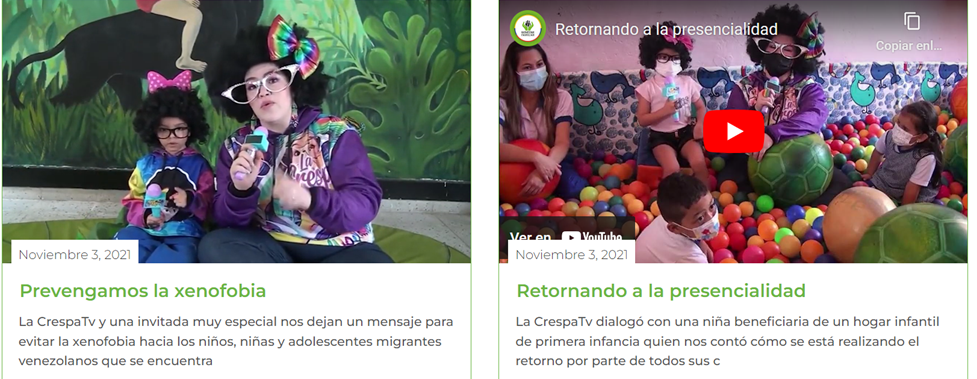 Noviembre 3, 2021
Prevengamos la xenofobia
La CrespaTv y una invitada muy especial nos dejan un mensaje para
evitar la xenofobia hacia los niños, niñas y adolescentes migrantes
venezolanos que se encuentra
Retornando a la presencialidad
Copiar enl...
Ver en YouTube
Noviembre 3, 2021
Retornando a la presencialidad
La CrespaTv dialogó con una niña beneficiaria de un hogar infantil
de primera infancia quien nos contó cómo se está realizando el
retorno por parte de todos sus c